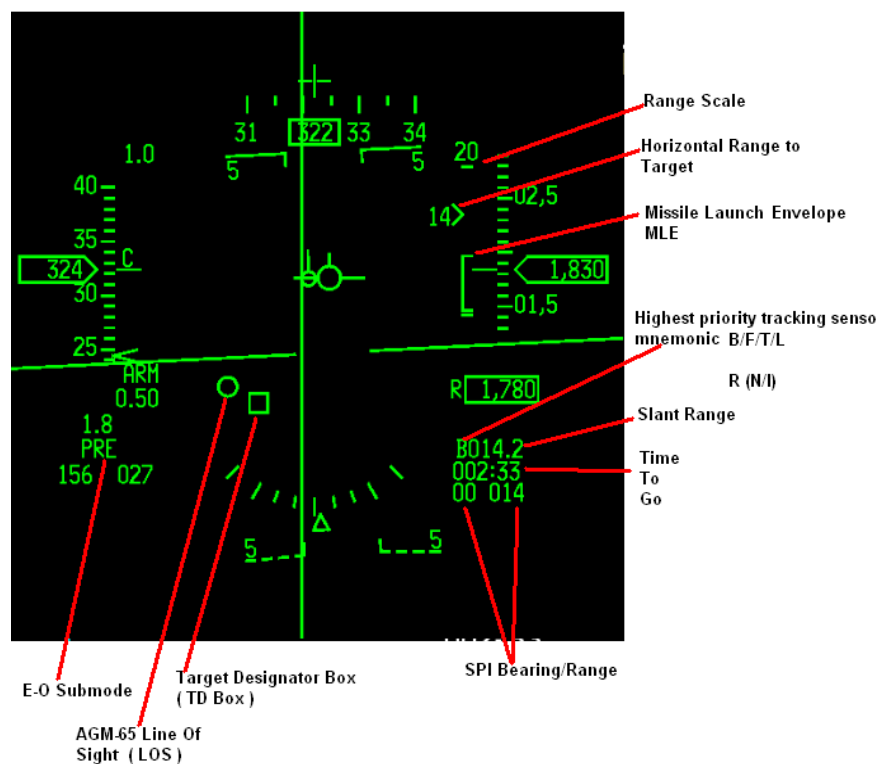 31 322 33 34
1.0
5
5
20
Range Scale
Horizontal Range to
Target
40
02,5
14
Missile Launch Envelope
MLE
35
C
324
1,830
30
01,5
25
Highest priority tracking senso
mnemonic B/F/T/L
R (N/I)
ARM
0.50
R 1,780
Slant Range
1.8
PRE
156 027
B014.2
002:33
00 014
Time
To
Go
5
5
SPI Bearing/Range
Target Designator Box
( TD Box )
E-O Submode
AGM-65 Line Of
Sight ( LOS )